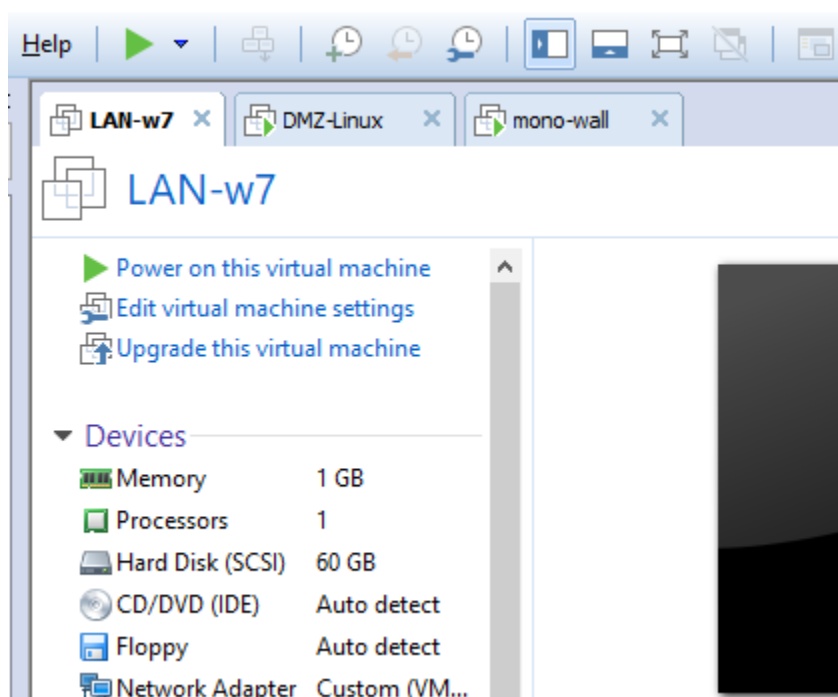 Help
LAN-w7 DMZ-Linux mono-wall
LAN-w7
Power on this virtual machine
Edit virtual machine settings
Upgrade this virtual machine
Devices
Memory 1 GB
Processors 1
Hard Disk (SCSI) 60 GB
CD/DVD (IDE) Auto detect
Floppy Auto detect
Network Adapter Custom (VM...